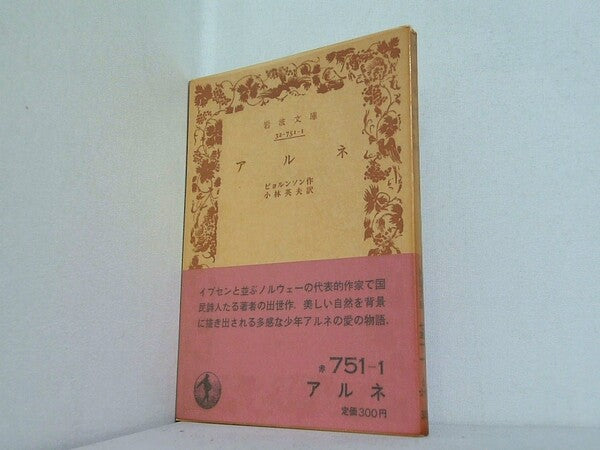 岩波文庫
32-751-1
アルネ
ビョルンソン作
小林英夫訳
イプセンと並ぶノルウェーの代表的作家で国
民詩人たる著者の出世作. 美しい自然を背景
に描き出される多感な少年アルネの愛の物語.
赤 751-1
アルネ
定価300円